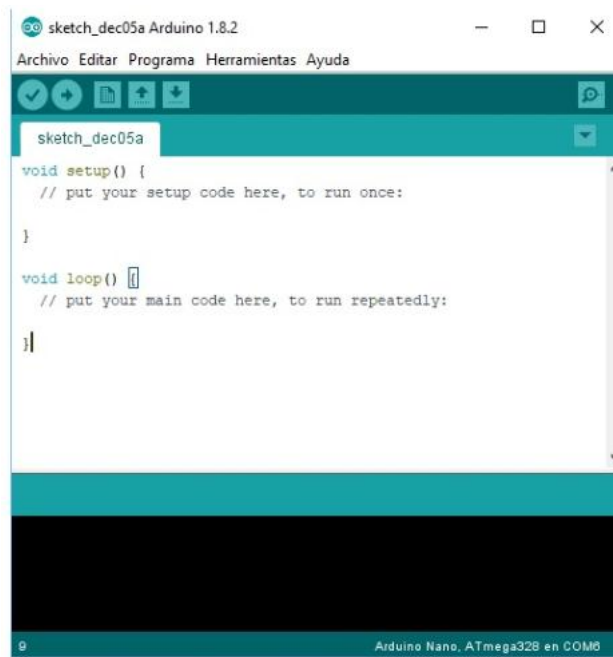 sketch_dec05a Arduino 1.8.2
Archivo Editar Programa Herramientas Ayuda
sketch_dec05a
void setup() {
  // put your setup code here, to run once:
}
void loop() {
  // put your main code here, to run repeatedly:
}
9
Arduino Nano, ATmega328 en COM6